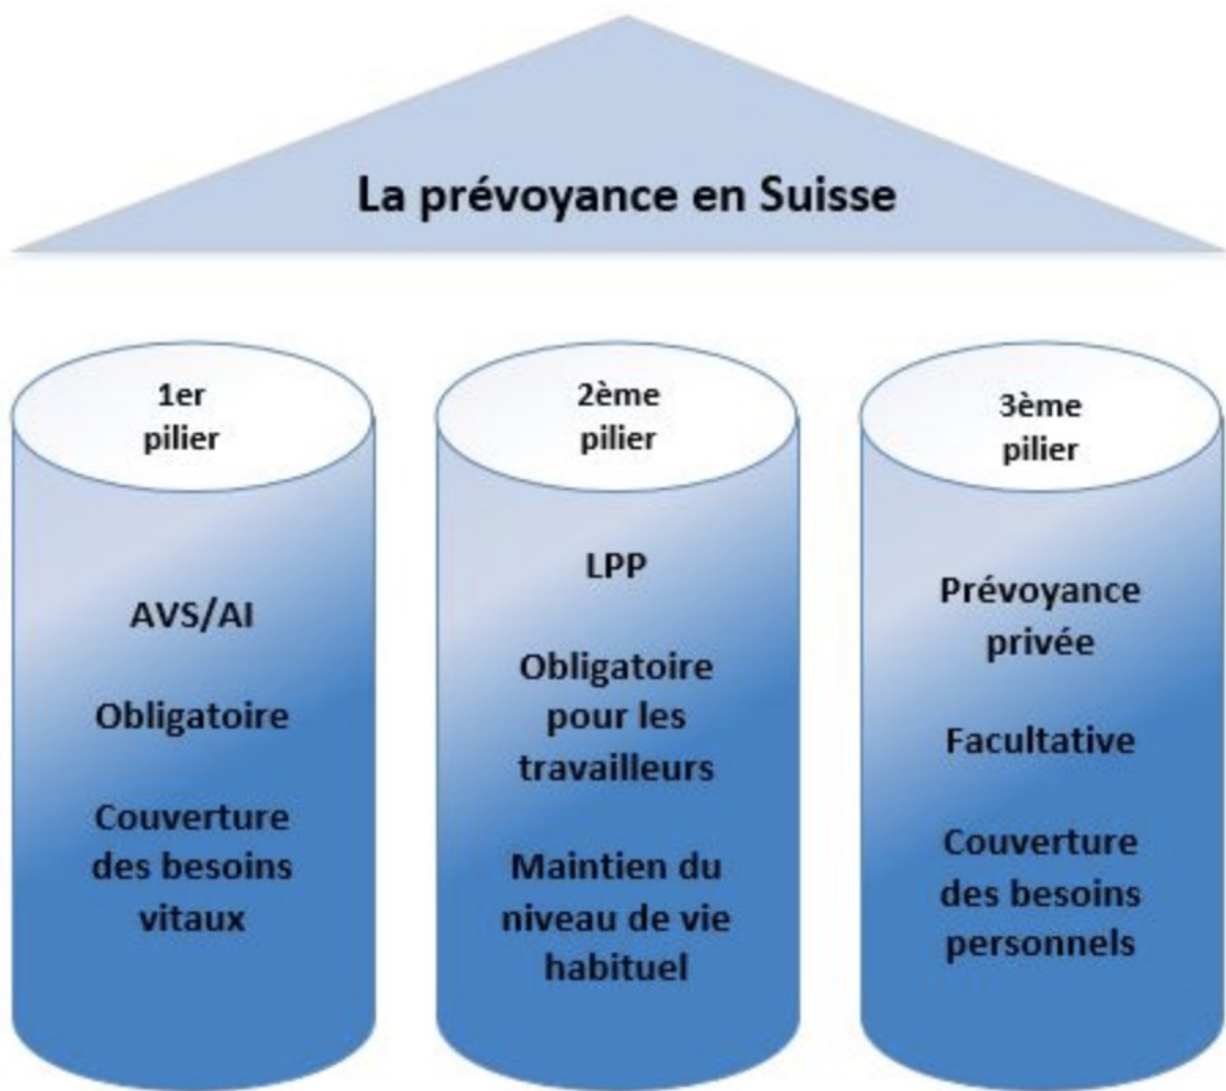 La prévoyance en Suisse
1er
pilier
AVS/AI
Obligatoire
Couverture
des besoins
vitaux
2ème
pilier
LPP
Obligatoire
pour les
travailleurs
Maintien du
niveau de vie
habituel
3ème
pilier
Prévoyance
privée
Facultative
Couverture
des besoins
personnels